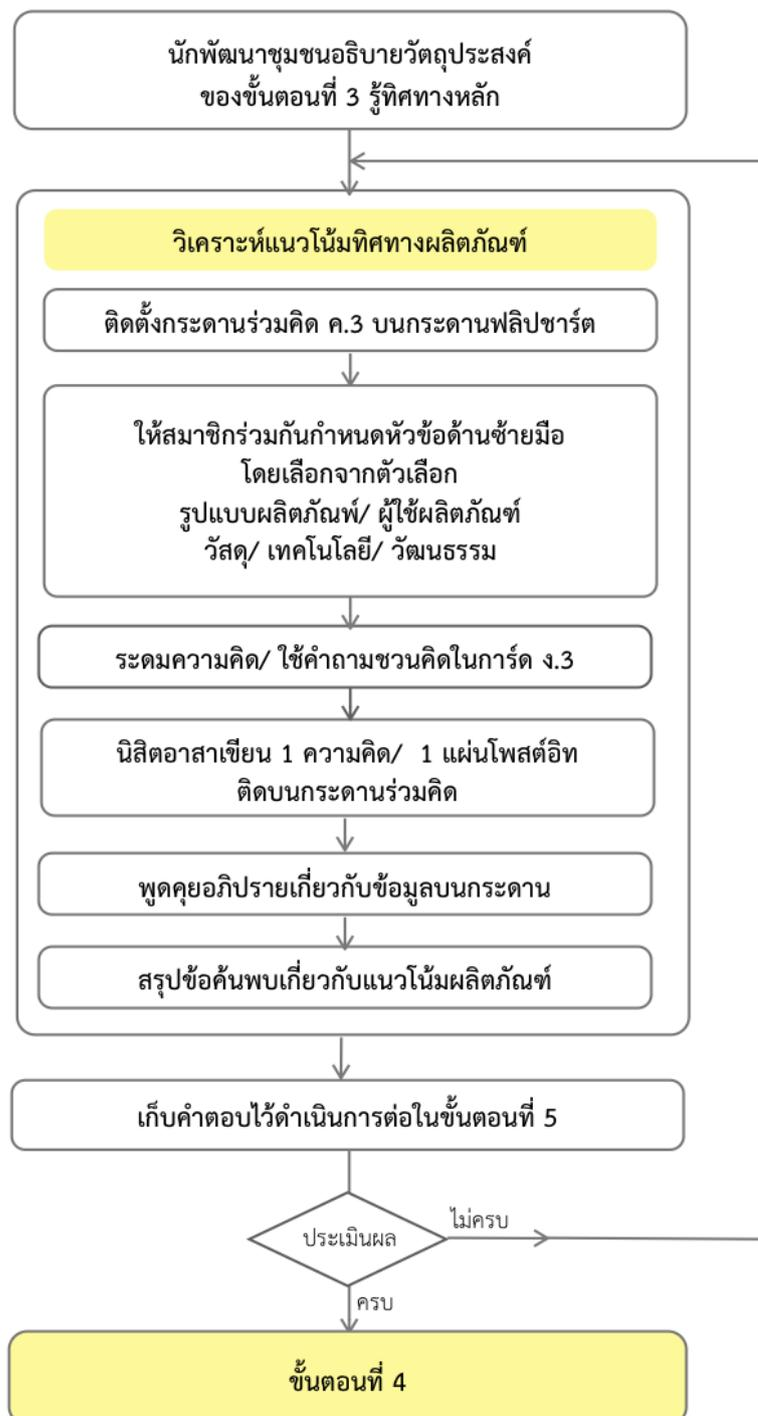 นักพัฒนาชุมชนอธิบายวัตถุประสงค์
ของขั้นตอนที่ 3 รู้ทิศทางหลัก
วิเคราะห์แนวโน้มทิศทางผลิตภัณฑ์
ติดตั้งกระดานร่วมคิด ค.3 บนกระดานฟลิปชาร์ต
ให้สมาชิกร่วมกันกำหนดหัวข้อด้านซ้ายมือ
โดยเลือกจากตัวเลือก
รูปแบบผลิตภัณพ์/ ผู้ใช้ผลิตภัณฑ์
วัสดุ/ เทคโนโลยี/ วัฒนธรรม
ระดมความคิด/ ใช้คำถามชวนคิดในการ์ด ง.3
นิสิตอาสาเขียน 1 ความคิด/ 1 แผ่นโพสต์อิท
ติดบนกระดานร่วมคิด
พูดคุยอภิปรายเกี่ยวกับข้อมูลบนกระดาน
สรุปข้อค้นพบเกี่ยวกับแนวโน้มผลิตภัณฑ์
เก็บคำตอบไว้ดำเนินการต่อในขั้นตอนที่ 5
ไม่ครบ
ประเมินผล
ครบ
ขั้นตอนที่ 4